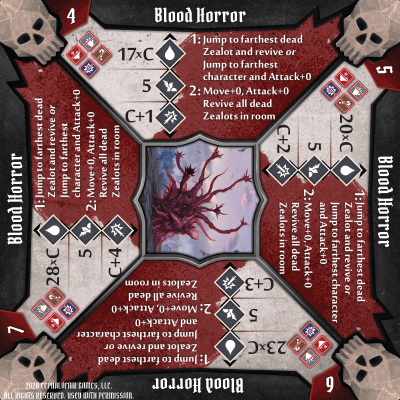 Blood Horror
4
17xC
5
C+1
1: Jump to farthest dead
Zealot and revive or
Jump to farthest
character and Attack+0
2: Move+0, Attack+0
Revive all dead
Zealots in room
Blood Horror
5
20xC
5
C+2
1: Jump to farthest dead
Zealot and revive or
Jump to farthest character
and Attack+0
2: Move+0, Attack+0
Revive all dead
Zealots in room
Blood Horror
6
23xC
5
C+3
1: Jump to farthest dead
Zealot and revive or
Jump to farthest character
and Attack+0
2: Move+0, Attack+0
Revive all dead
Zealots in room
Blood Horror
7
28xC
5
C+4
1: Jump to farthest dead
Zealot and revive or
Jump to farthest
character and Attack+0
2: Move+0, Attack+0
Revive all dead
Zealots in room
2020 CEPHALOFAIR GAMES, LLC.
ALL RIGHTS RESERVED. USED WITH PERMISSION.